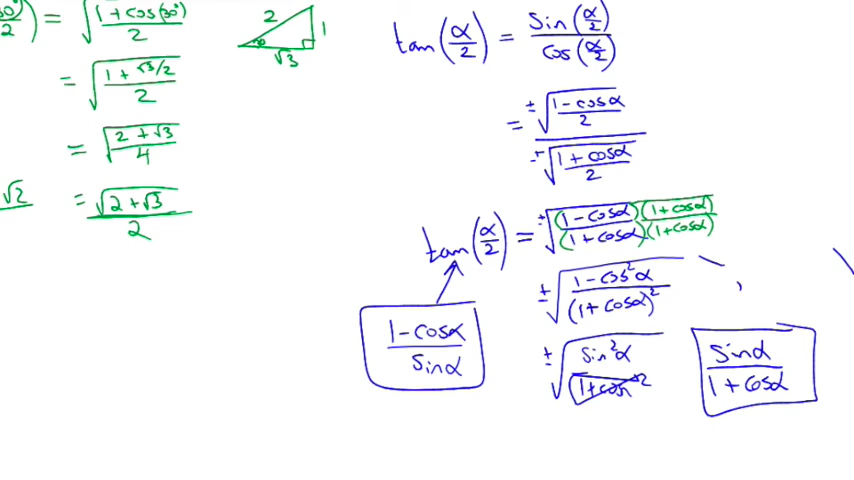 30°/2) = √((1 + cos(30°))/2)
= √((1 + √3/2)/2)
= √((2 + √3)/4)
√2
= √(2 + √3)/2
2
1
√3
tan(α/2) = sin(α/2)/cos(α/2)
= ±√((1 - cosα)/2)/±√((1 + cosα)/2)
tan(α/2) = ±√((1 - cosα)(1 + cosα)/(1 + cosα)(1 + cosα))
±√((1 - cos²α)/(1 + cosα)²)
(1 - cosα)/sinα
±√(sin²α/(1 + cosα)²)
sinα/(1 + cosα)